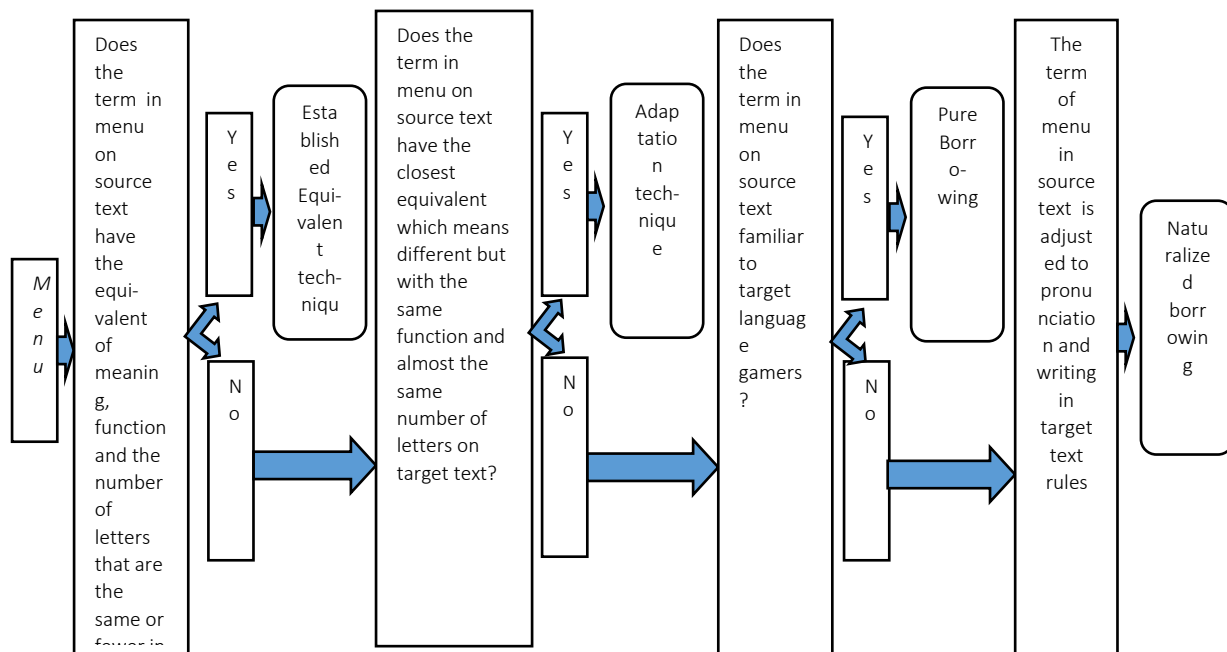 M
e
n
u
Does
the
term in
menu
on
source
text
have
the
equi-
valent
of
meanin
g,
function
and the
number
of
letters
that are
the
same or
fewer in
Y
e
s
Esta
blish
ed
Equi-
valen
t
tech-
niqu
N
o
Does the
term in
menu on
source text
have the
closest
equivalent
which means
different but
with the
same
function and
almost the
same
number of
letters on
target text?
Y
e
s
Adap
tatio
n
tech-
nique
N
o
Does
the
term in
menu
on
source
text
familiar
to
target
languag
e
gamers
?
Y
e
s
Pure
Borr
o-
wing
N
o
The
term
of
menu
in
source
text is
adjust
ed to
pronu
nciatio
n and
writing
in
target
text
rules
Natu
ralize
d
borr
owin
g